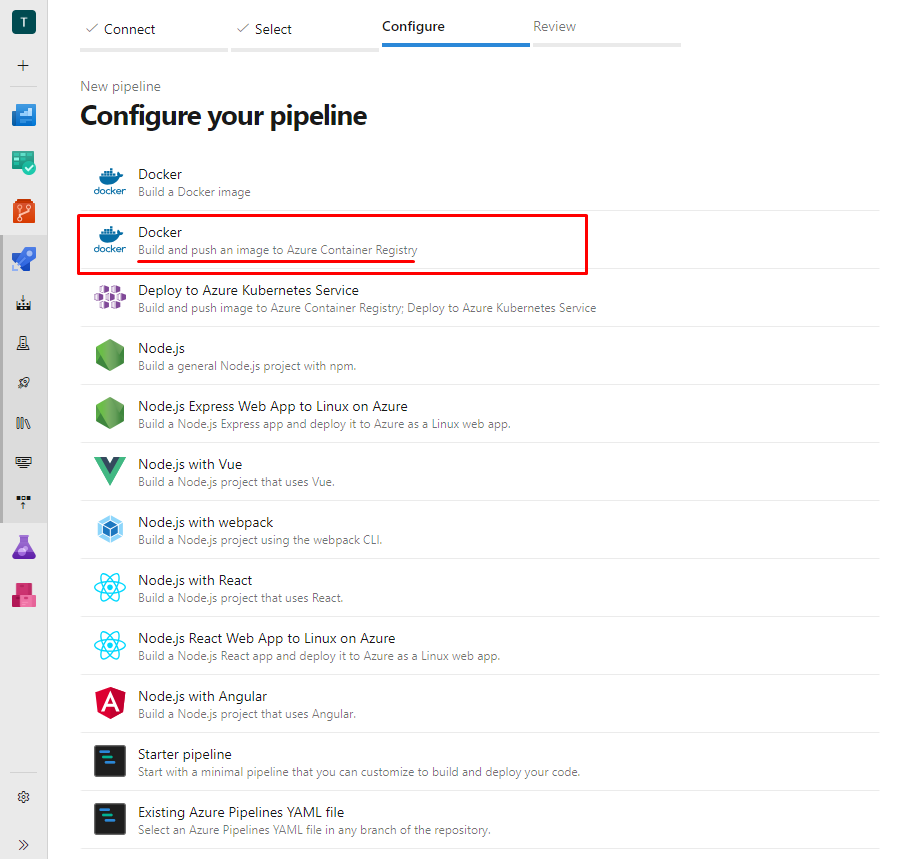 T
Connect
Select
Configure
Review
New pipeline
Configure your pipeline
docker
Docker
Build a Docker image
docker
Docker
Build and push an image to Azure Container Registry
Deploy to Azure Kubernetes Service
Build and push image to Azure Container Registry; Deploy to Azure Kubernetes Service
Node.js
Build a general Node.js project with npm.
Node.js Express Web App to Linux on Azure
Build a Node.js Express app and deploy it to Azure as a Linux web app.
Node.js with Vue
Build a Node.js project that uses Vue.
Node.js with webpack
Build a Node.js project using the webpack CLI.
Node.js with React
Build a Node.js project that uses React.
Node.js React Web App to Linux on Azure
Build a Node.js React app and deploy it to Azure as a Linux web app.
A
Node.js with Angular
Build a Node.js project that uses Angular.
Starter pipeline
Start with a minimal pipeline that you can customize to build and deploy your code.
Existing Azure Pipelines YAML file
Select an Azure Pipelines YAML file in any branch of the repository.